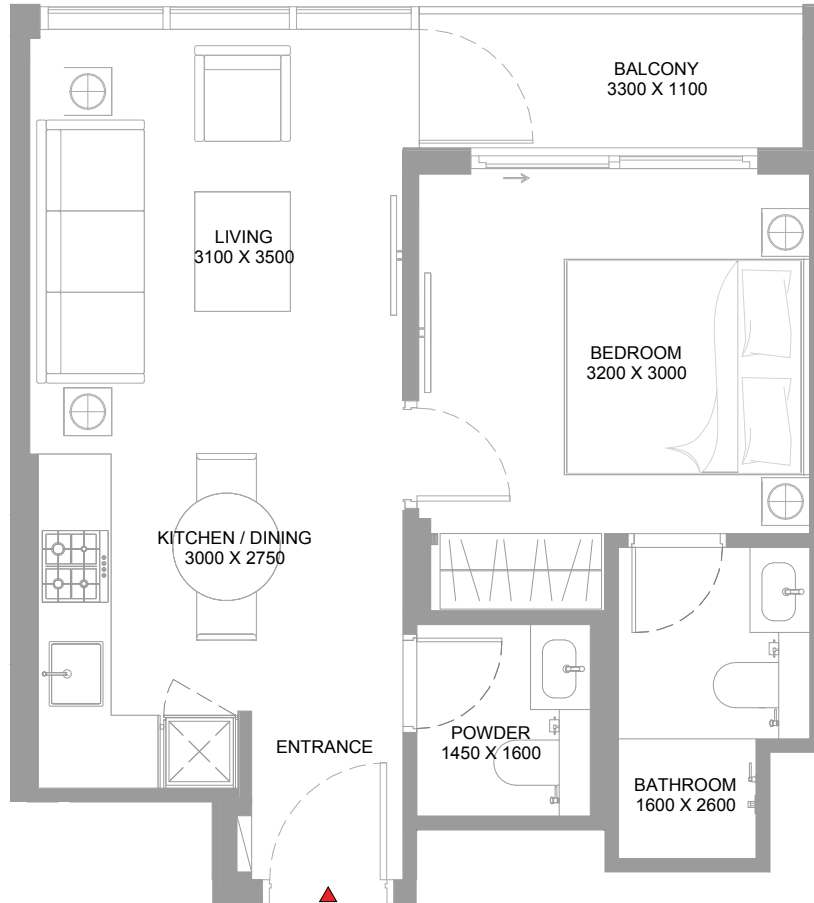 BALCONY
3300 X 1100
LIVING
3100 X 3500
BEDROOM
3200 X 3000
KITCHEN / DINING
3000 X 2750
ENTRANCE
POWDER
1450 X 1600
BATHROOM
1600 X 2600